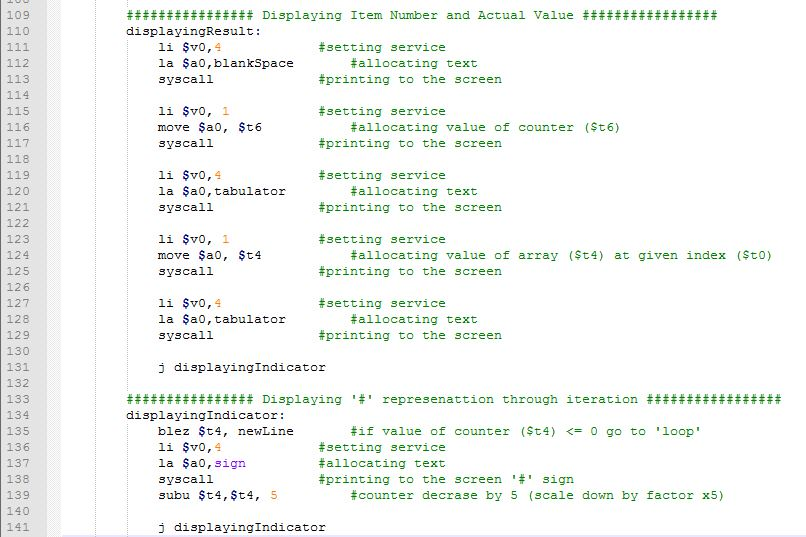 109 ################ Displaying Item Number and Actual Value #################
110 displayingResult:
111 li $v0,4 #setting service
112 la $a0,blankSpace #allocating text
113 syscall #printing to the screen
114
115 li $v0, 1 #setting service
116 move $a0, $t6 #allocating value of counter ($t6)
117 syscall #printing to the screen
118
119 li $v0,4 #setting service
120 la $a0,tabulator #allocating text
121 syscall #printing to the screen
122
123 li $v0, 1 #setting service
124 move $a0, $t4 #allocating value of array ($t4) at given index ($t0)
125 syscall #printing to the screen
126
127 li $v0,4 #setting service
128 la $a0,tabulator #allocating text
129 syscall #printing to the screen
130
131 j displayingIndicator
132
133 ################ Displaying '#' represenattion through iteration #################
134 displayingIndicator:
135 blez $t4, newLine #if value of counter ($t4) <= 0 go to 'loop'
136 li $v0,4 #setting service
137 la $a0,sign #allocating text
138 syscall #printing to the screen '#' sign
139 subu $t4,$t4, 5 #counter decrase by 5 (scale down by factor x5)
140
141 j displayingIndicator